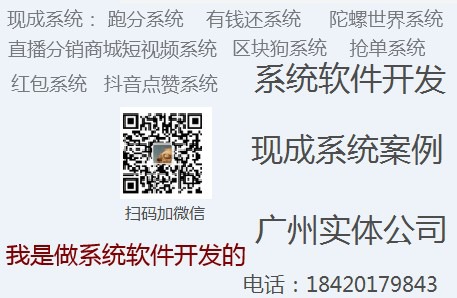 现成系统： 跑分系统 有钱还系统 陀螺世界系统
直播分销商城短视频系统 区块狗系统 抢单系统
红包系统 抖音点赞系统
系统软件开发
现成系统案例
扫码加微信
广州实体公司
我是做系统软件开发的
电话：18420179843